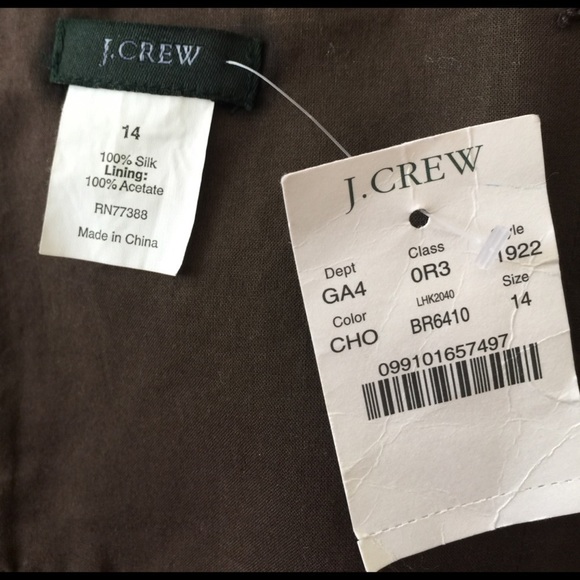 J.CREW
14
100% Silk
Lining:
100% Acetate
RN77388
Made in China
J.CREW
Dept Class
GA4 0R3 1922
Color LHK2040 Size
CHO BR6410 14
099101657497